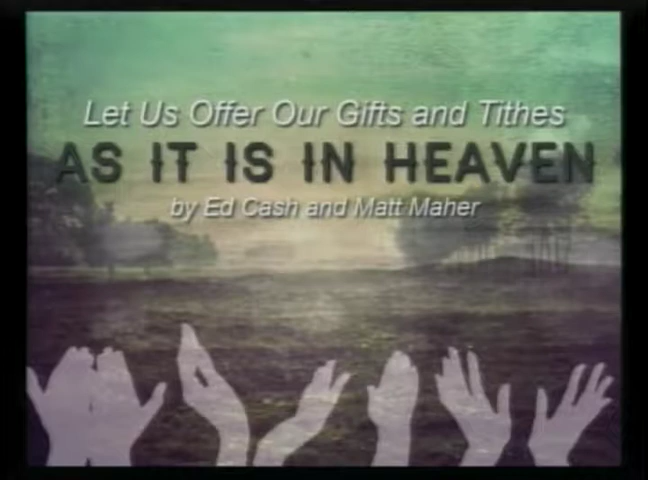 Let Us Offer Our Gifts and Tithes
AS IT IS IN HEAVEN
by Ed Cash and Matt Maher